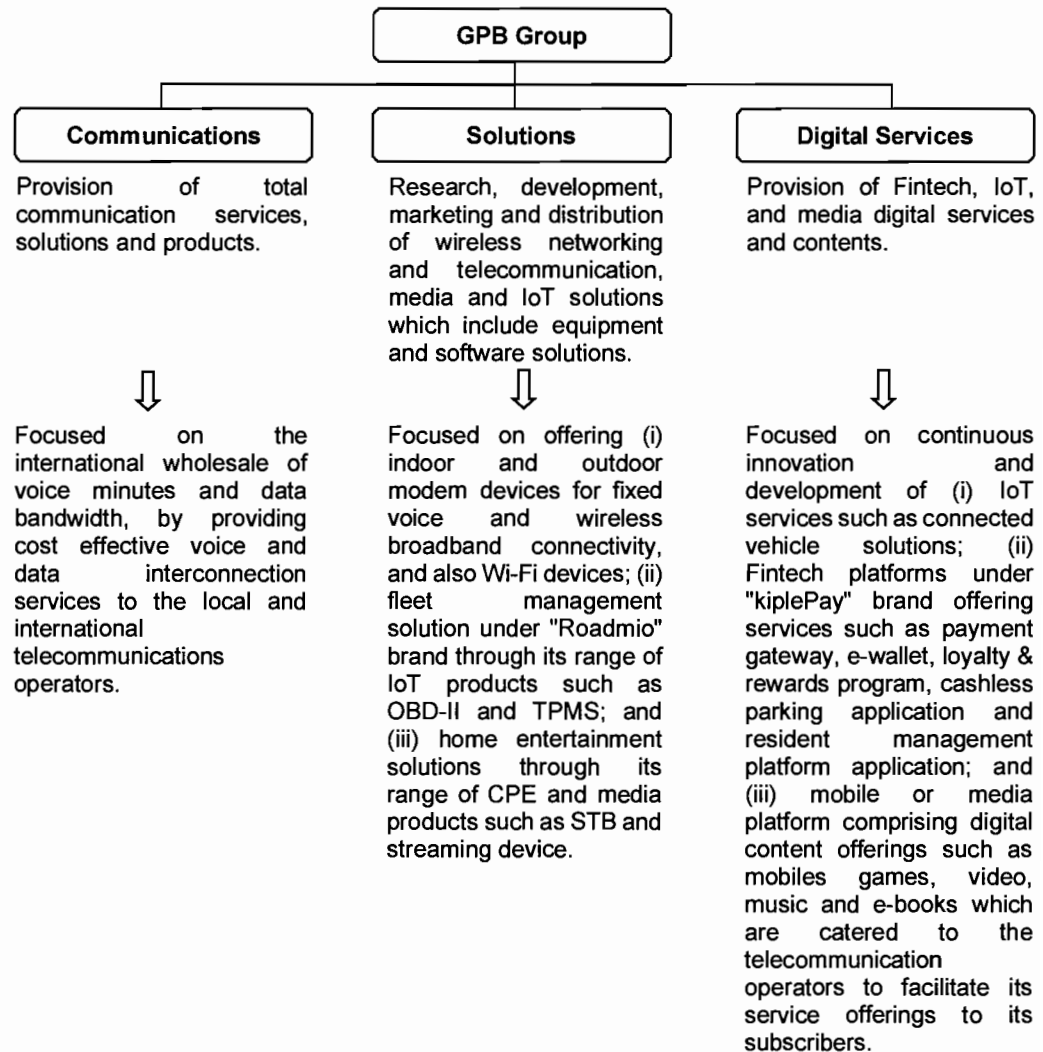 GPB Group
Communications
Provision of total
communication services,
solutions and products.
Focused on the
international wholesale of
voice minutes and data
bandwidth, by providing
cost effective voice and
data interconnection
services to the local and
international
telecommunications
operators.
Solutions
Research, development,
marketing and distribution
of wireless networking
and telecommunication,
media and IoT solutions
which include equipment
and software solutions.
Focused on offering (i)
indoor and outdoor
modem devices for fixed
voice and wireless
broadband connectivity,
and also Wi-Fi devices; (ii)
fleet management
solution under "Roadmio"
brand through its range of
IoT products such as
OBD-II and TPMS; and
(iii) home entertainment
solutions through its
range of CPE and media
products such as STB and
streaming device.
Digital Services
Provision of Fintech, IoT,
and media digital services
and contents.
Focused on continuous
innovation and
development of (i) IoT
services such as connected
vehicle solutions; (ii)
Fintech platforms under
"kiplePay" brand offering
services such as payment
gateway, e-wallet, loyalty &
rewards program, cashless
parking application and
resident management
platform application; and
(iii) mobile or media
platform comprising digital
content offerings such as
mobiles games, video,
music and e-books which
are catered to the
telecommunication
operators to facilitate its
service offerings to its
subscribers.